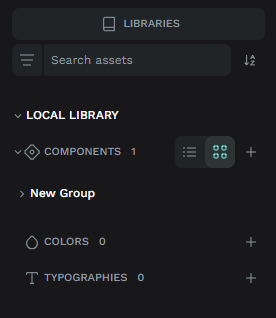 LIBRARIES
Search assets
LOCAL LIBRARY
COMPONENTS 1
New Group
COLORS 0
TYPOGRAPHIES 0